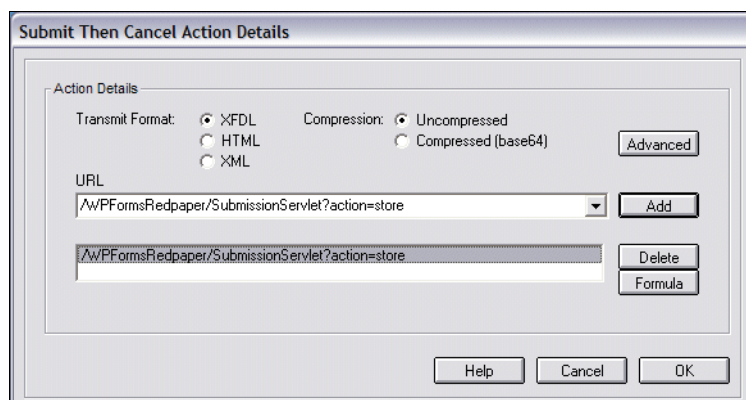 Submit Then Cancel Action Details
Action Details
Transmit Format: XFDL Compression: Uncompressed
HTML Compressed (base64)
Advanced
XML
URL
/WPFormsRedpaper/SubmissionServlet?action=store Add
/WPFormsRedpaper/SubmissionServlet?action=store Delete
Formula
Help Cancel OK